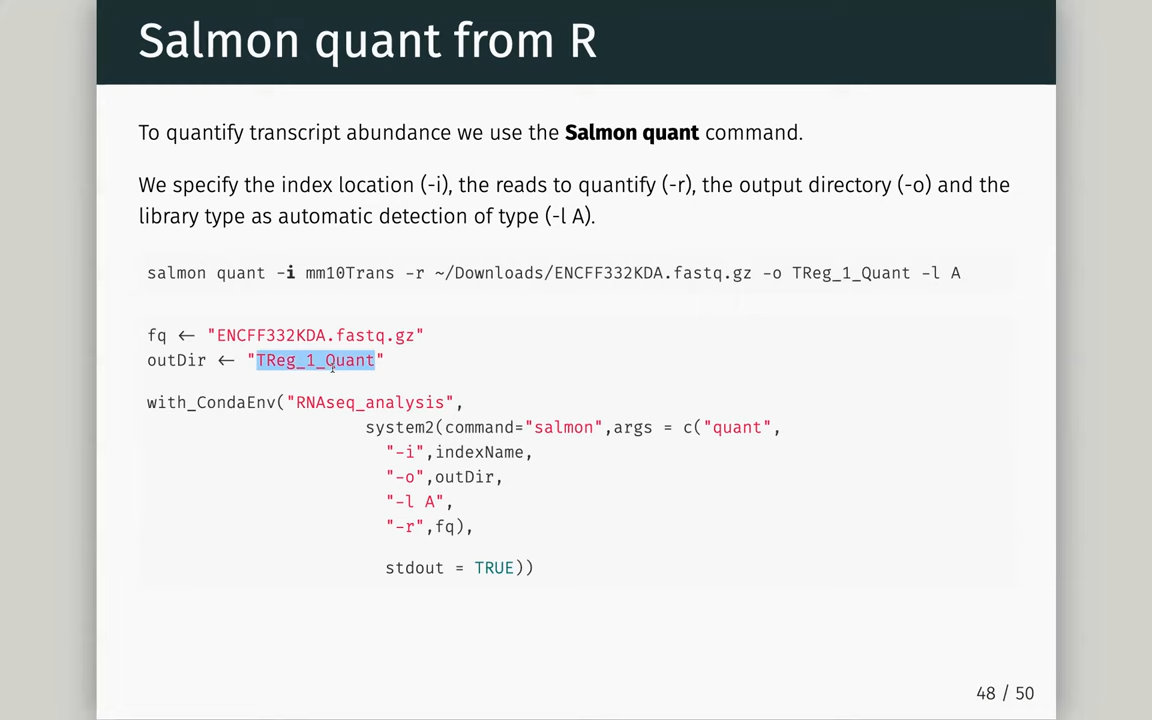 Salmon quant from R
To quantify transcript abundance we use the Salmon quant command.
We specify the index location (-i), the reads to quantify (-r), the output directory (-o) and the
library type as automatic detection of type (-l A).
salmon quant -i mm10Trans -r ~/Downloads/ENCFF332KDA.fastq.gz -o TReg_1_Quant -l A
fq <- "ENCFF332KDA.fastq.gz"
outDir <- "TReg_1_Quant"
with_CondaEnv("RNAseq_analysis",
system2(command="salmon",args = c("quant",
"-i",indexName,
"-o",outDir,
"-l A",
"-r",fq),
stdout = TRUE))
48 / 50